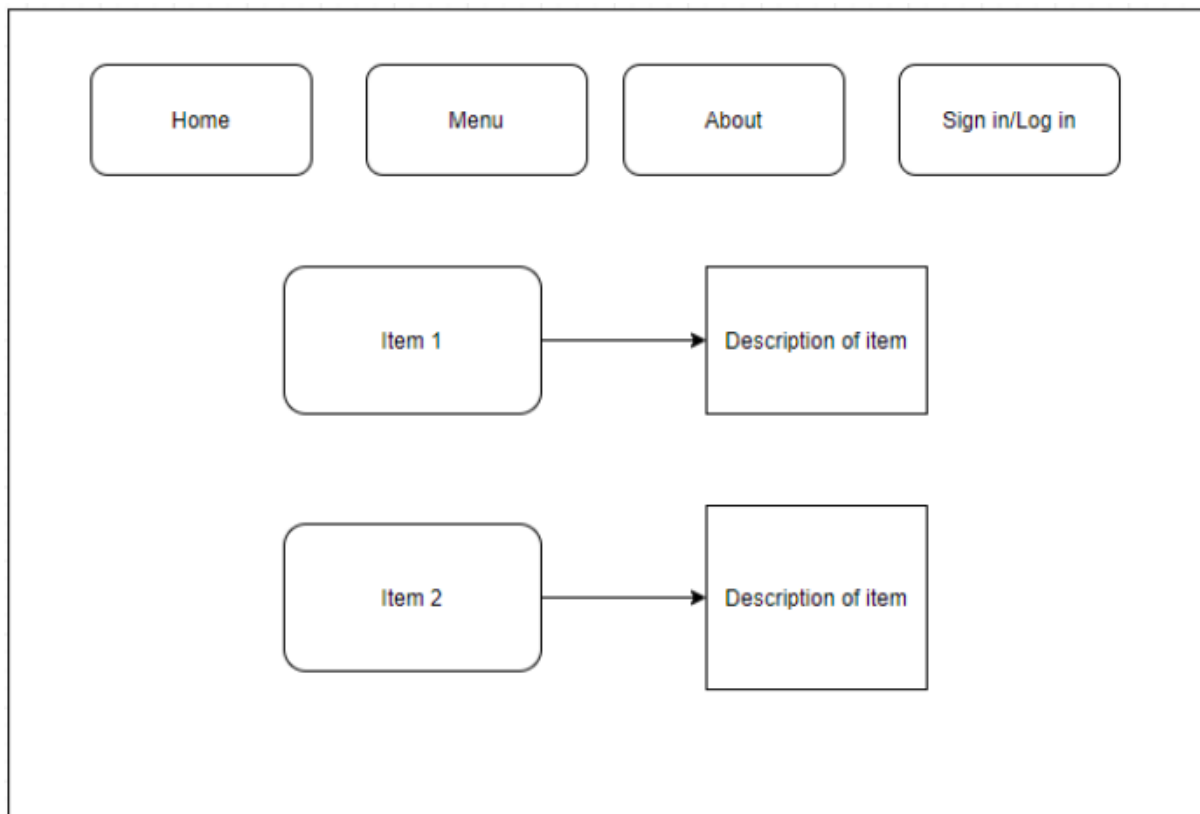 Home
Menu
About
Sign in/Log in
Item 1
Description of item
Item 2
Description of item